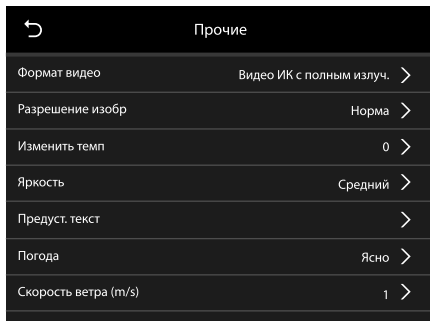 Прочие
Формат видео Видео ИК с полным излуч.
Разрешение изобр Норма
Изменить темп 0
Яркость Средний
Предуст. текст
Погода Ясно
Скорость ветра (m/s) 1